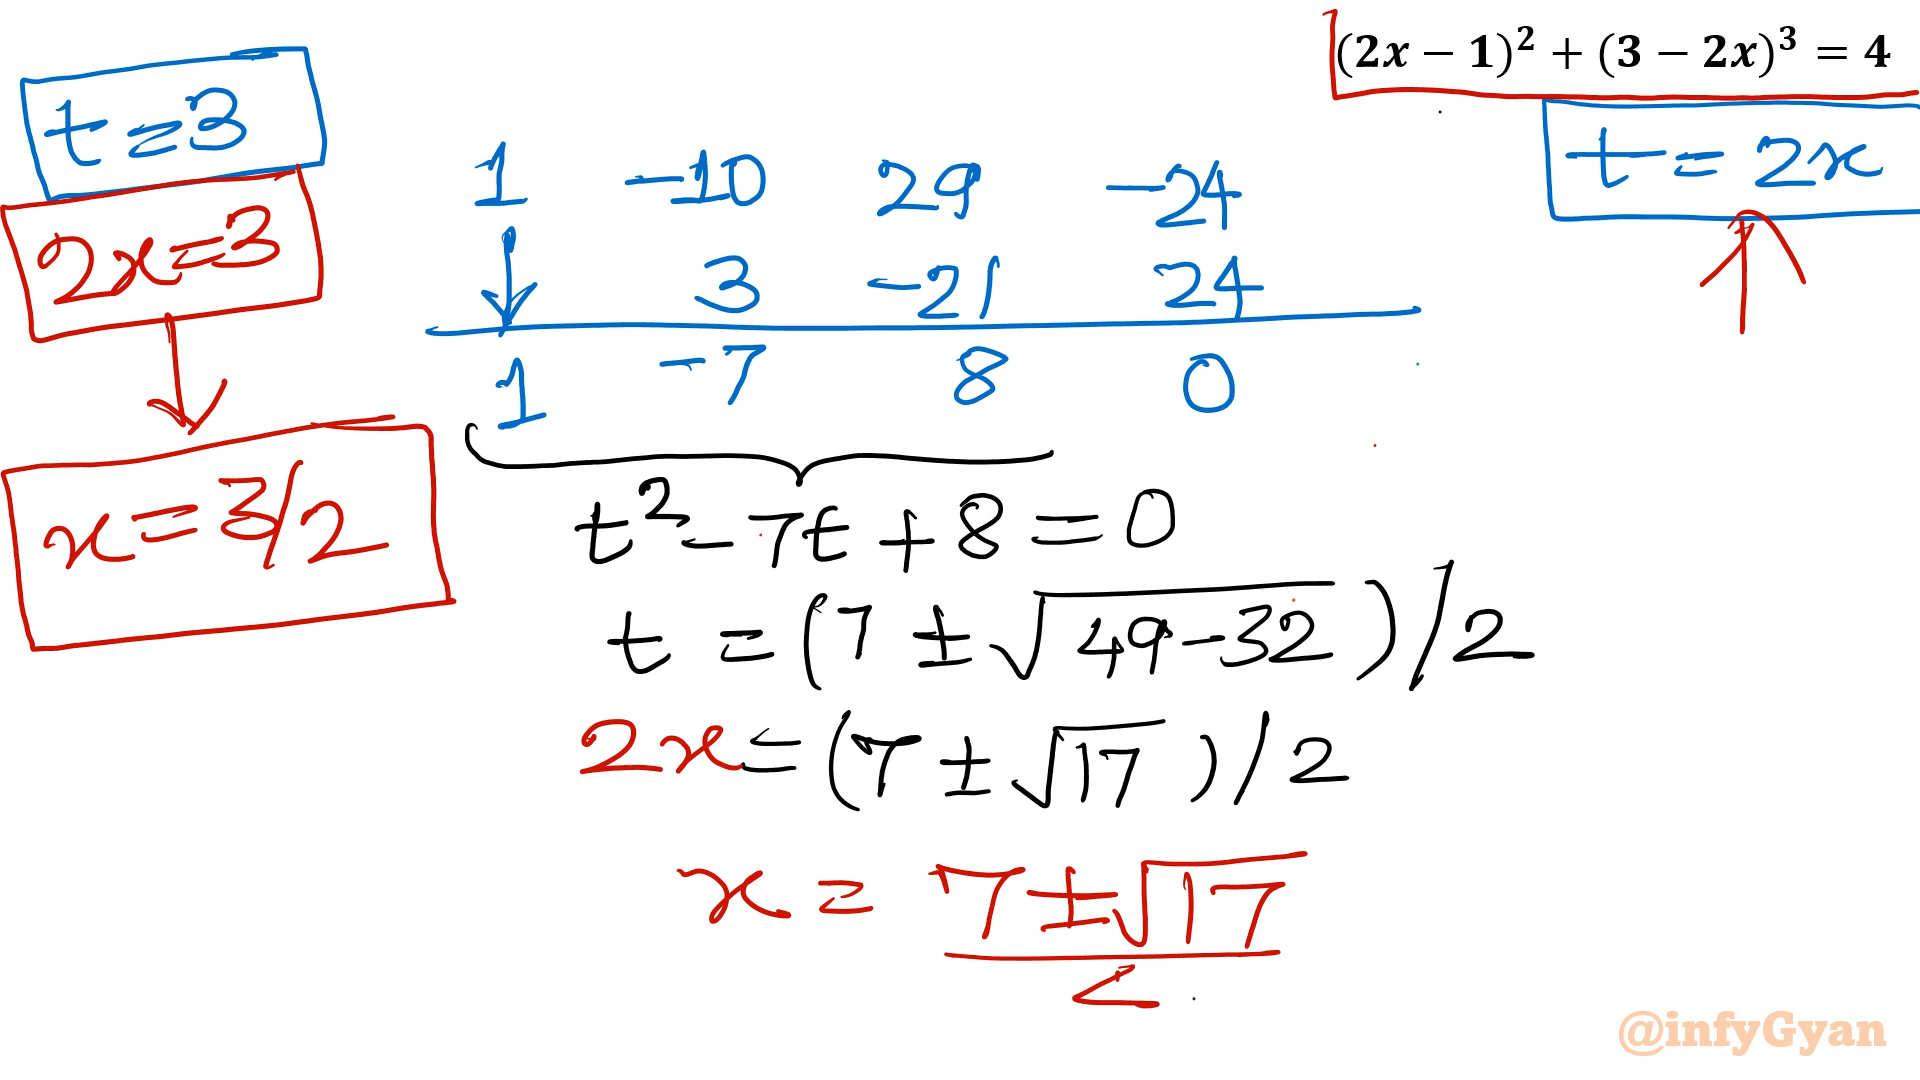 (2x − 1)² + (3 − 2x)³ = 4
t = 2x
t = 3
2x = 3
x = 3/2
1 -10 29 -24
3 -21 24
1 -7 8 0
t² - 7t + 8 = 0
t = (7 ± √49-32)/2
2x = (7 ± √17)/2
x = 7 ± √17
@infyGyan